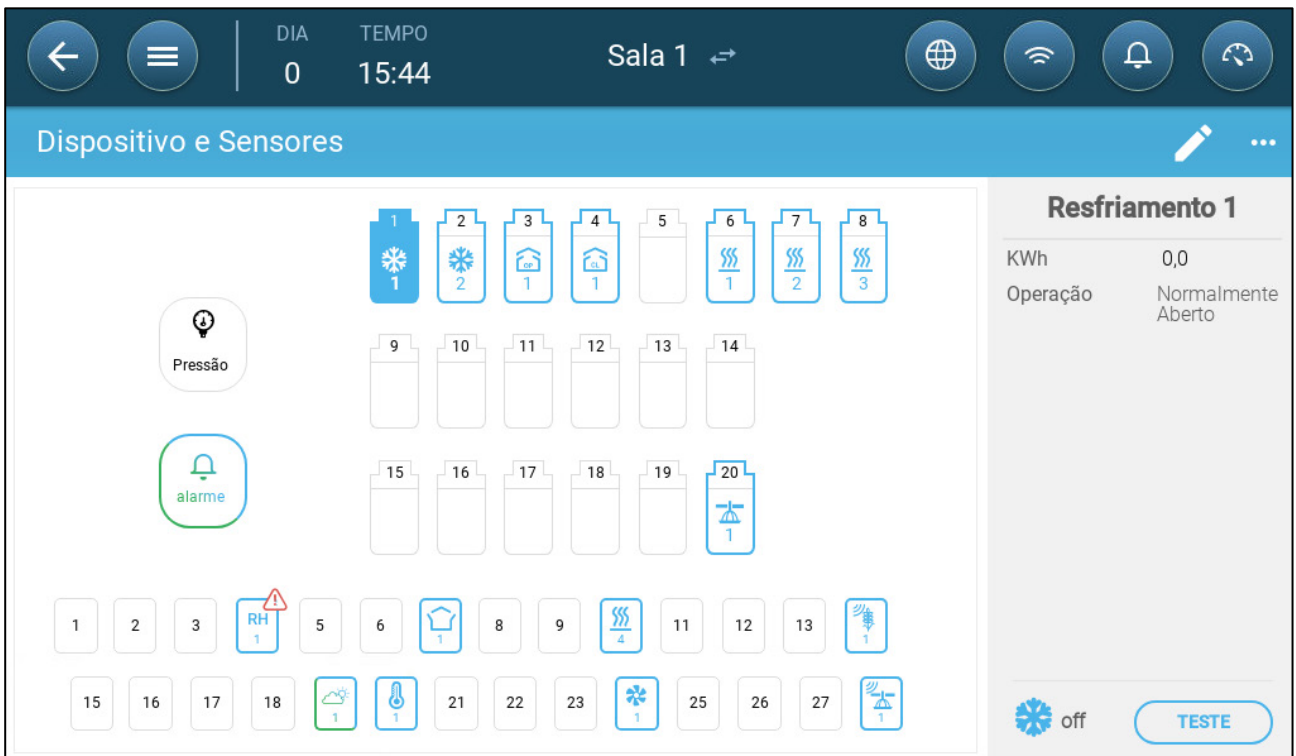 DIA TEMPO
0 15:44 Sala 1
Dispositivo e Sensores
Resfriamento 1
KWh 0,0
Operação Normalmente
Aberto
1 2 3 4 5 6 7 8
OP CL
1 2 1 1 1 2 3
Pressão
9 10 11 12 13 14
alarme
15 16 17 18 19 20
1
1 2 3 RH 5 6 8 9 11 12 13
1 1 4 1
15 16 17 18 21 22 23 25 26 27
1 1 1 1
off TESTE